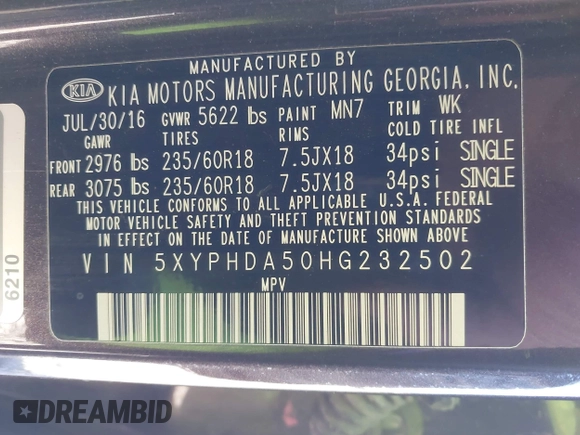 MANUFACTURED BY
KIA KIA MOTORS MANUFACTURING GEORGIA, INC.
JUL/30/16 GVWR 5622 lbs PAINT MN7 TRIM WK
GAWR TIRES RIMS COLD TIRE INFL
FRONT 2976 lbs 235/60R18 7.5JX18 34psi SINGLE
REAR 3075 lbs 235/60R18 7.5JX18 34psi SINGLE
THIS VEHICLE CONFORMS TO ALL APPLICABLE U.S.A. FEDERAL
MOTOR VEHICLE SAFETY AND THEFT PREVENTION STANDARDS
IN EFFECT ON THE DATE OF MANUFACTURE SHOWN ABOVE.
VIN 5XYPHDA50HG232502
MPV
6210
DREAMBID